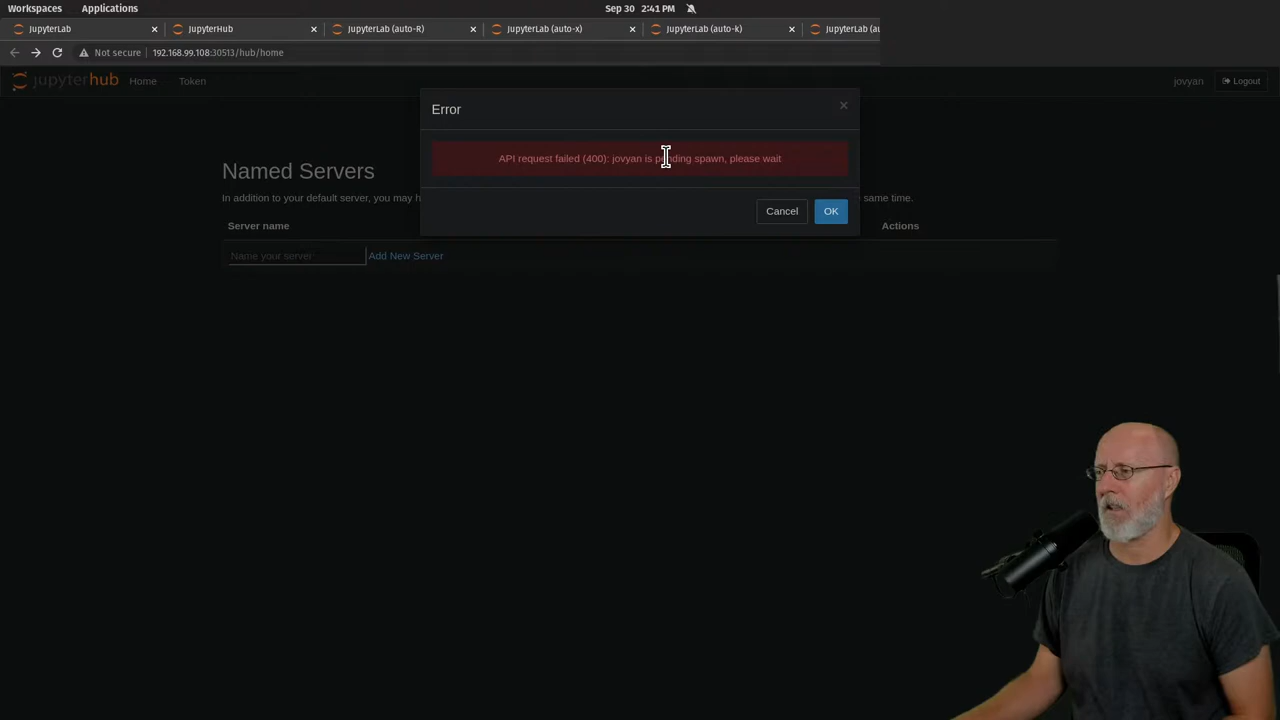 Workspaces Applications Sep 30 2:41 PM
JupyterLab JupyterHub JupyterLab (auto-R) JupyterLab (auto-x) JupyterLab (auto-k) JupyterLab (au
Not secure 192.168.99.108:30513/hub/home
jupyterhub Home Token jovyan Logout
Error
API request failed (400): jovyan is pending spawn, please wait
Cancel OK
Named Servers
In addition to your default server, you may h same time.
Server name Actions
Name your server Add New Server